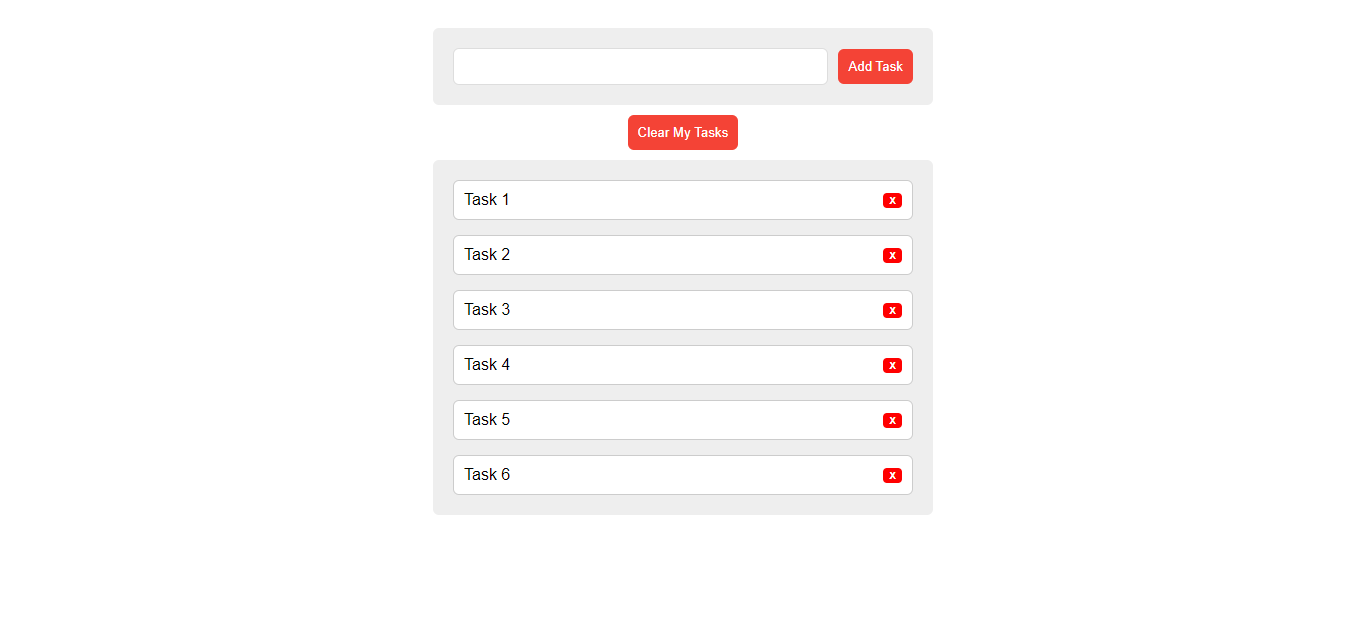 Add Task
Clear My Tasks
Task 1 x
Task 2 x
Task 3 x
Task 4 x
Task 5 x
Task 6 x